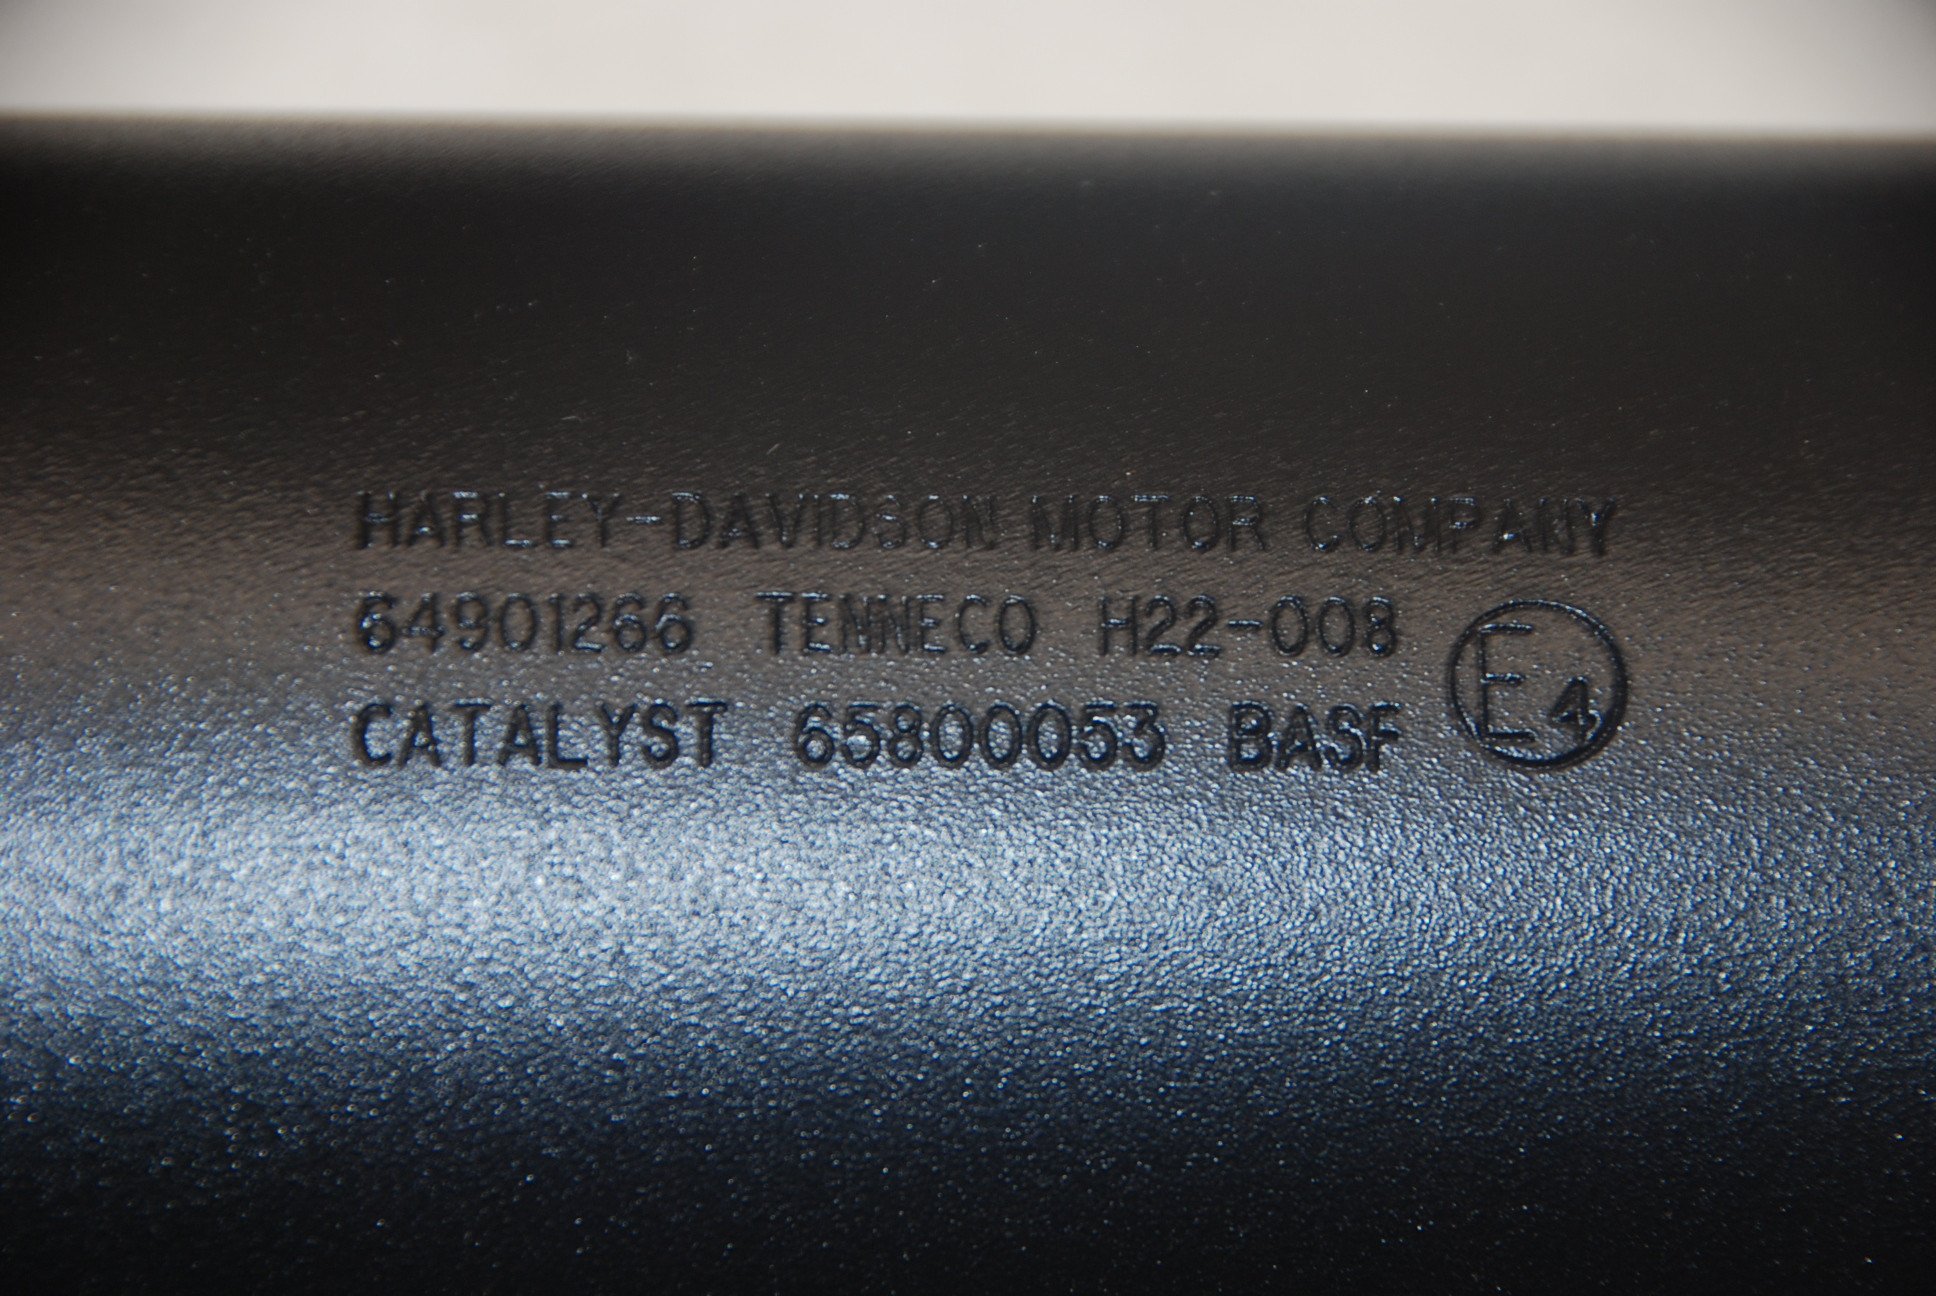 HARLEY-DAVIDSON MOTOR COMPANY
64901266 TENNECO H22-008
CATALYST 65800053 BASF
E4